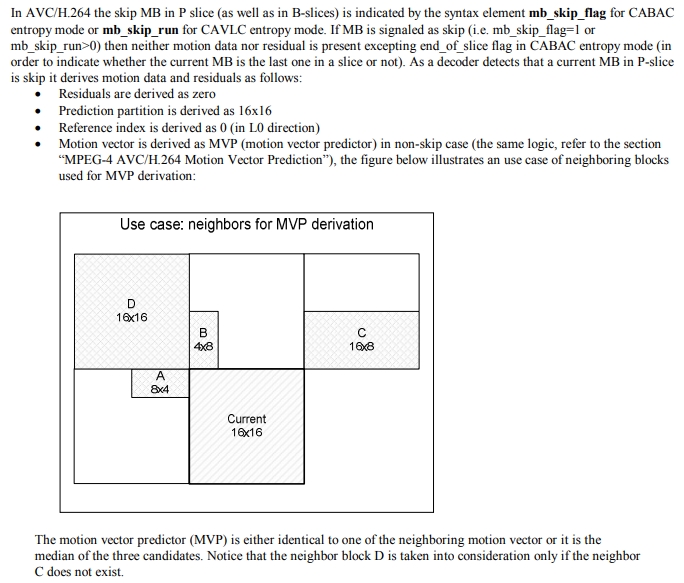 In AVC/H.264 the skip MB in P slice (as well as in B-slices) is indicated by the syntax element mb_skip_flag for CABAC
entropy mode or mb_skip_run for CAVLC entropy mode. If MB is signaled as skip (i.e. mb_skip_flag=1 or
mb_skip_run>0) then neither motion data nor residual is present excepting end_of_slice flag in CABAC entropy mode (in
order to indicate whether the current MB is the last one in a slice or not). As a decoder detects that a current MB in P-slice
is skip it derives motion data and residuals as follows:
• Residuals are derived as zero
• Prediction partition is derived as 16x16
• Reference index is derived as 0 (in L0 direction)
• Motion vector is derived as MVP (motion vector predictor) in non-skip case (the same logic, refer to the section
"MPEG-4 AVC/H.264 Motion Vector Prediction"), the figure below illustrates an use case of neighboring blocks
used for MVP derivation:
Use case: neighbors for MVP derivation
D
16x16
B
4x8
C
16x8
A
8x4
Current
16x16
The motion vector predictor (MVP) is either identical to one of the neighboring motion vector or it is the
median of the three candidates. Notice that the neighbor block D is taken into consideration only if the neighbor
C does not exist.